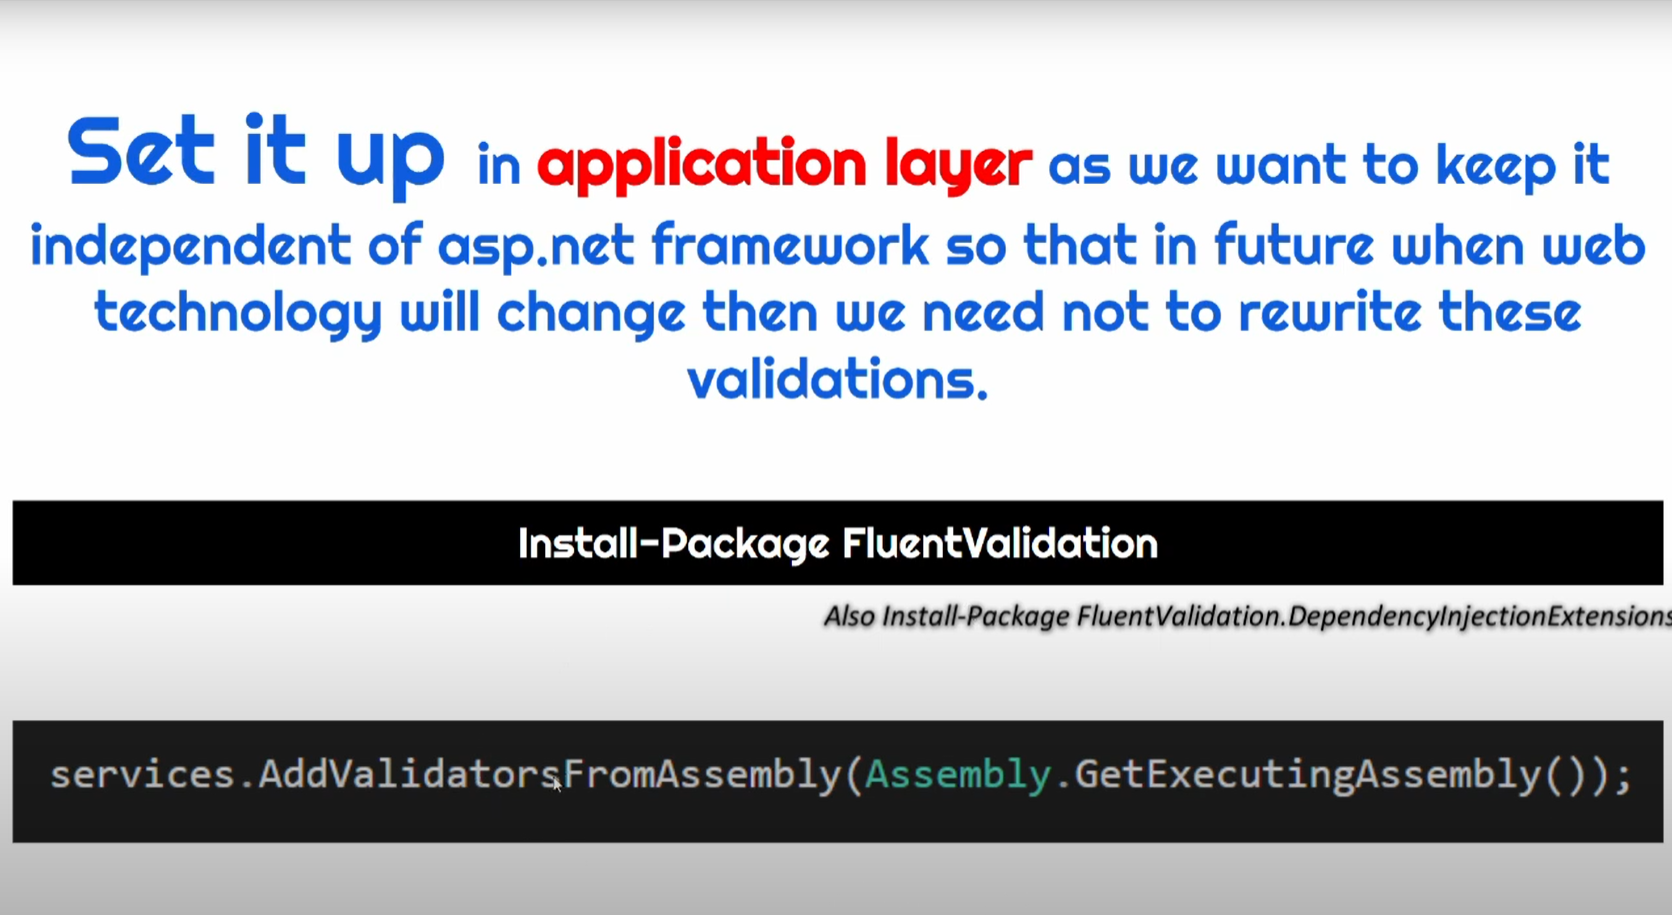 Set it up in application layer as we want to keep it
independent of asp.net framework so that in future when web
technology will change then we need not to rewrite these
validations.
Install-Package FluentValidation
Also Install-Package FluentValidation.DependencyInjectionExtensions
services.AddValidatorsFromAssembly(Assembly.GetExecutingAssembly());